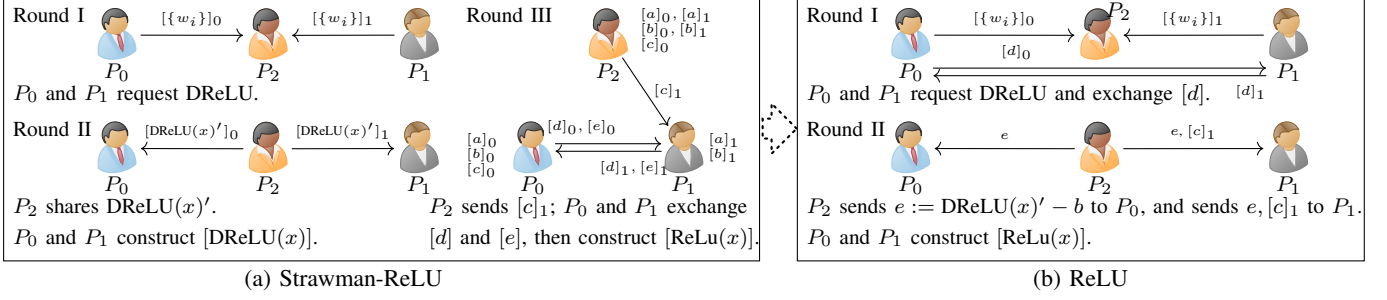 Round I
[{w_i}]_0
[{w_i}]_1
P_0
P_2
P_1
P_0 and P_1 request DReLU.
Round II
[DReLU(x)′]_0
[DReLU(x)′]_1
P_0
P_2
P_1
P_2 shares DReLU(x)′.
P_0 and P_1 construct [DReLU(x)].
Round III
[a]_0, [a]_1
[b]_0, [b]_1
[c]_0
P_2
[c]_1
[a]_0
[b]_0
[c]_0
[d]_0, [e]_0
[d]_1, [e]_1
[a]_1
[b]_1
P_0
P_1
P_2 sends [c]_1; P_0 and P_1 exchange
[d] and [e], then construct [ReLu(x)].
(a) Strawman-ReLU
Round I
[{w_i}]_0
P_2
[{w_i}]_1
[d]_0
P_0
P_1
[d]_1
P_0 and P_1 request DReLU and exchange [d].
Round II
e
e, [c]_1
P_0
P_2
P_1
P_2 sends e := DReLU(x)′ − b to P_0, and sends e, [c]_1 to P_1.
P_0 and P_1 construct [ReLu(x)].
(b) ReLU